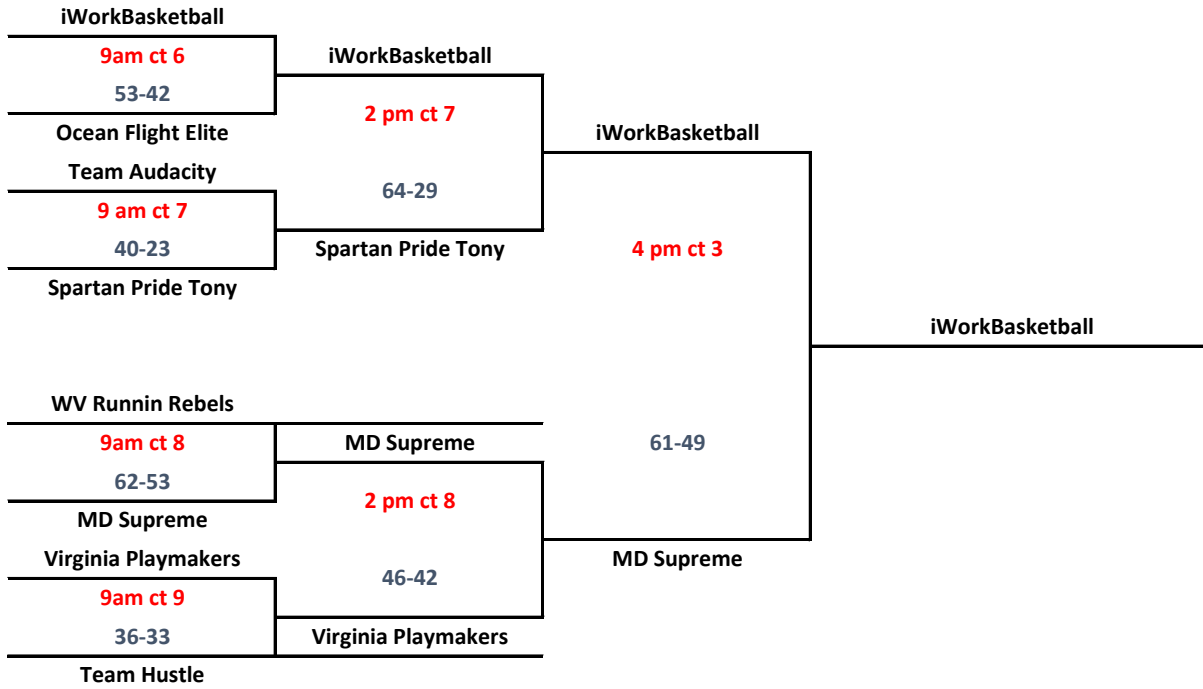 iWorkBasketball
9am ct 6
iWorkBasketball
53-42
2 pm ct 7
Ocean Flight Elite
iWorkBasketball
Team Audacity
64-29
9 am ct 7
40-23
Spartan Pride Tony
4 pm ct 3
Spartan Pride Tony
iWorkBasketball
WV Runnin Rebels
9am ct 8
MD Supreme
61-49
62-53
2 pm ct 8
MD Supreme
Virginia Playmakers
MD Supreme
46-42
9am ct 9
36-33
Virginia Playmakers
Team Hustle